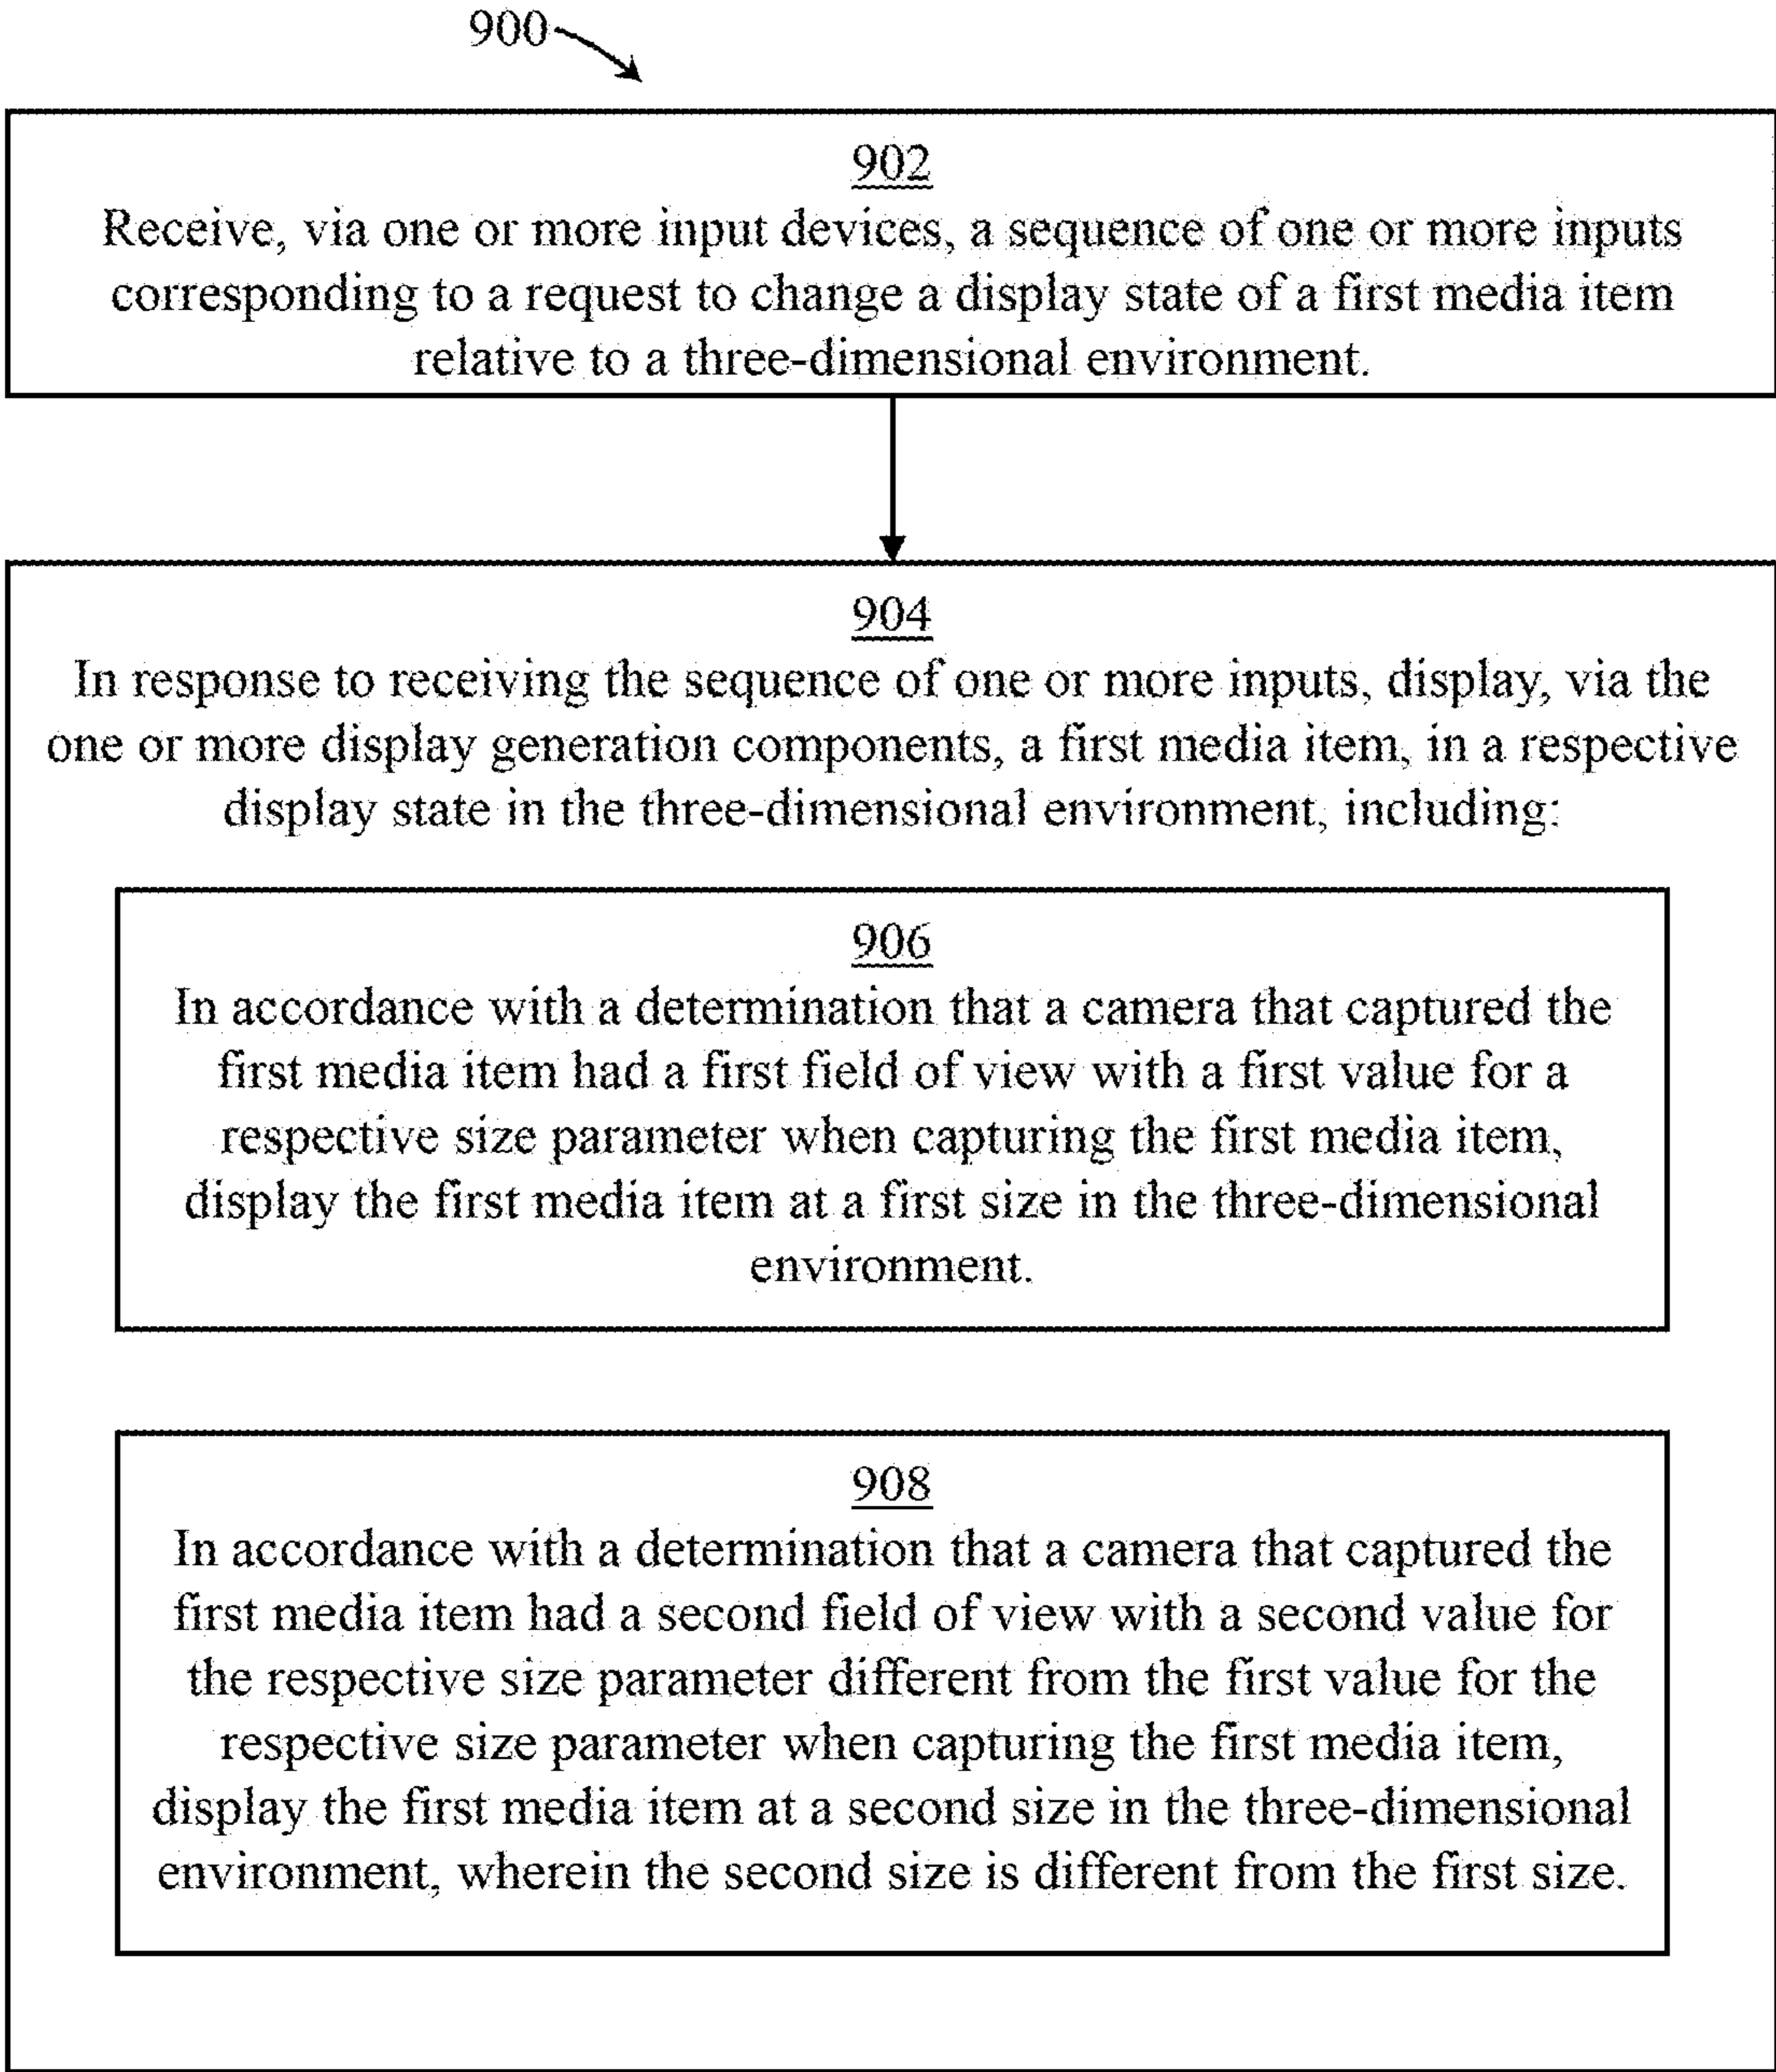 900
902
Receive, via one or more input devices, a sequence of one or more inputs
corresponding to a request to change a display state of a first media item
relative to a three-dimensional environment.
904
In response to receiving the sequence of one or more inputs, display, via the
one or more display generation components, a first media item, in a respective
display state in the three-dimensional environment, including:
906
In accordance with a determination that a camera that captured the
first media item had a first field of view with a first value for a
respective size parameter when capturing the first media item,
display the first media item at a first size in the three-dimensional
environment.
908
In accordance with a determination that a camera that captured the
first media item had a second field of view with a second value for
the respective size parameter different from the first value for the
respective size parameter when capturing the first media item,
display the first media item at a second size in the three-dimensional
environment, wherein the second size is different from the first size.